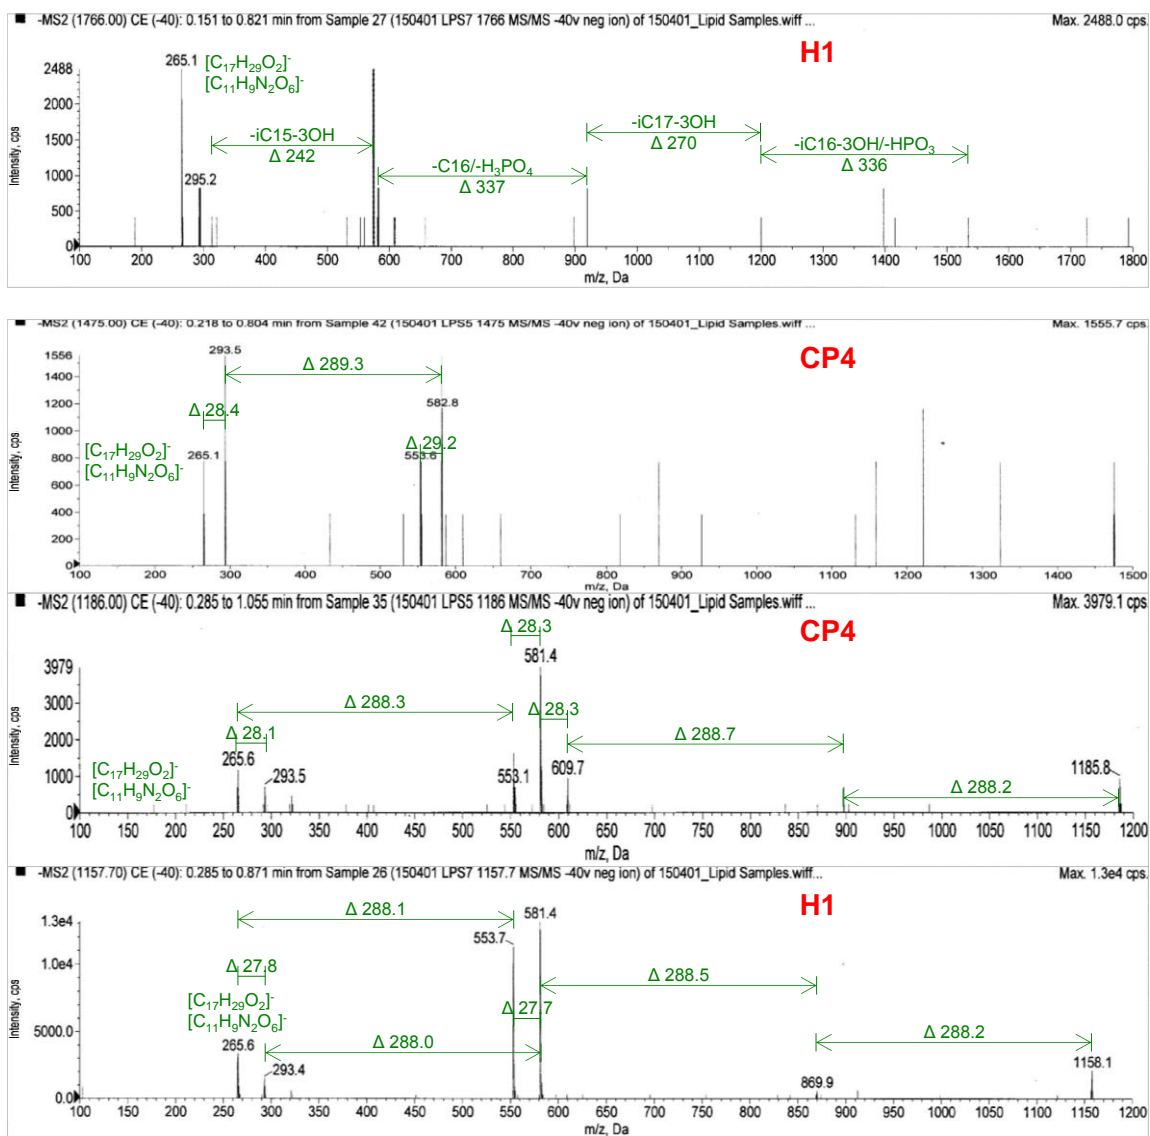 -MS2 (1766.00) CE (-40): 0.151 to 0.821 min from Sample 27 (150401 LPS7 1766 MS/MS -40v neg ion) of 150401_Lipid Samples.wiff ... Max. 2488.0 cps.
H1
265.1 [C17H29O2]-
[C11H9N2O6]-
-iC15-3OH
Δ 242
-C16/-H3PO4
Δ 337
-iC17-3OH
Δ 270
-iC16-3OH/-HPO3
Δ 336
295.2
Intensity, cps
2488
2000
1500
1000
500
0
100 200 300 400 500 600 700 800 900 1000 1100 1200 1300 1400 1500 1600 1700 1800
m/z, Da
-MS2 (1475.00) CE (-40): 0.218 to 0.804 min from Sample 42 (150401 LPS5 1475 MS/MS -40v neg ion) of 150401_Lipid Samples.wiff ... Max. 1555.7 cps.
CP4
293.5
Δ 289.3
Δ 28.4
582.8
Δ 29.2
[C17H29O2]-
[C11H9N2O6]-
265.1
553.6
Intensity, cps
1556
1400
1200
1000
800
600
400
200
0
100 200 300 400 500 600 700 800 900 1000 1100 1200 1300 1400 1500
m/z, Da
-MS2 (1186.00) CE (-40): 0.285 to 1.055 min from Sample 35 (150401 LPS5 1186 MS/MS -40v neg ion) of 150401_Lipid Samples.wiff ... Max. 3979.1 cps.
CP4
Δ 28.3
581.4
Δ 288.3
Δ 28.3
Δ 28.1
Δ 288.7
265.6
293.5
553.1
609.7
Δ 288.2
1185.8
[C17H29O2]-
[C11H9N2O6]-
Intensity, cps
3979
3000
2000
1000
0
100 150 200 250 300 350 400 450 500 550 600 650 700 750 800 850 900 950 1000 1050 1100 1150 1200
m/z, Da
-MS2 (1157.70) CE (-40): 0.285 to 0.871 min from Sample 26 (150401 LPS7 1157.7 MS/MS -40v neg ion) of 150401_Lipid Samples.wiff... Max. 1.3e4 cps.
H1
Δ 288.1
581.4
553.7
Δ 27.8
Δ 288.5
[C17H29O2]-
[C11H9N2O6]-
Δ 27.7
265.6
293.4
Δ 288.0
Δ 288.2
869.9
1158.1
Intensity, cps
1.3e4
1.0e4
5000.0
0.0
100 150 200 250 300 350 400 450 500 550 600 650 700 750 800 850 900 950 1000 1050 1100 1150 1200
m/z, Da